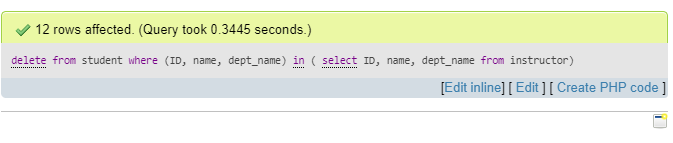 12 rows affected. (Query took 0.3445 seconds.)
delete from student where (ID, name, dept_name) in ( select ID, name, dept_name from instructor)
[Edit inline] [ Edit ] [ Create PHP code ]